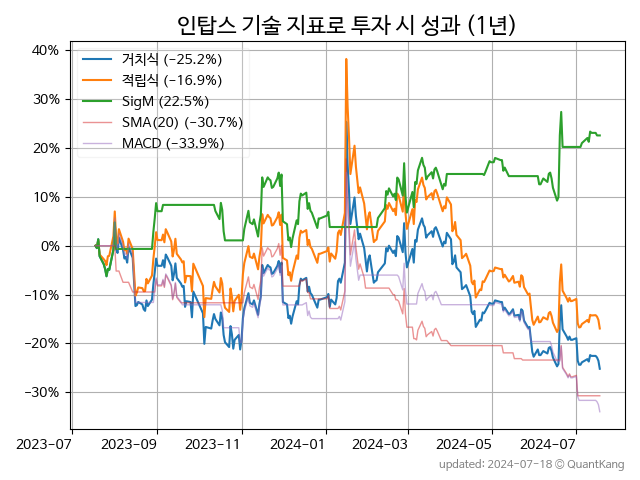 인탑스 기술 지표로 투자 시 성과 (1년)
40%
30%
20%
10%
0%
−10%
−20%
−30%
거치식 (−25.2%)
적립식 (−16.9%)
SigM (22.5%)
SMA(20) (−30.7%)
MACD (−33.9%)
2023-07
2023-09
2023-11
2024-01
2024-03
2024-05
2024-07
updated: 2024-07-18 ⓒ QuantKang